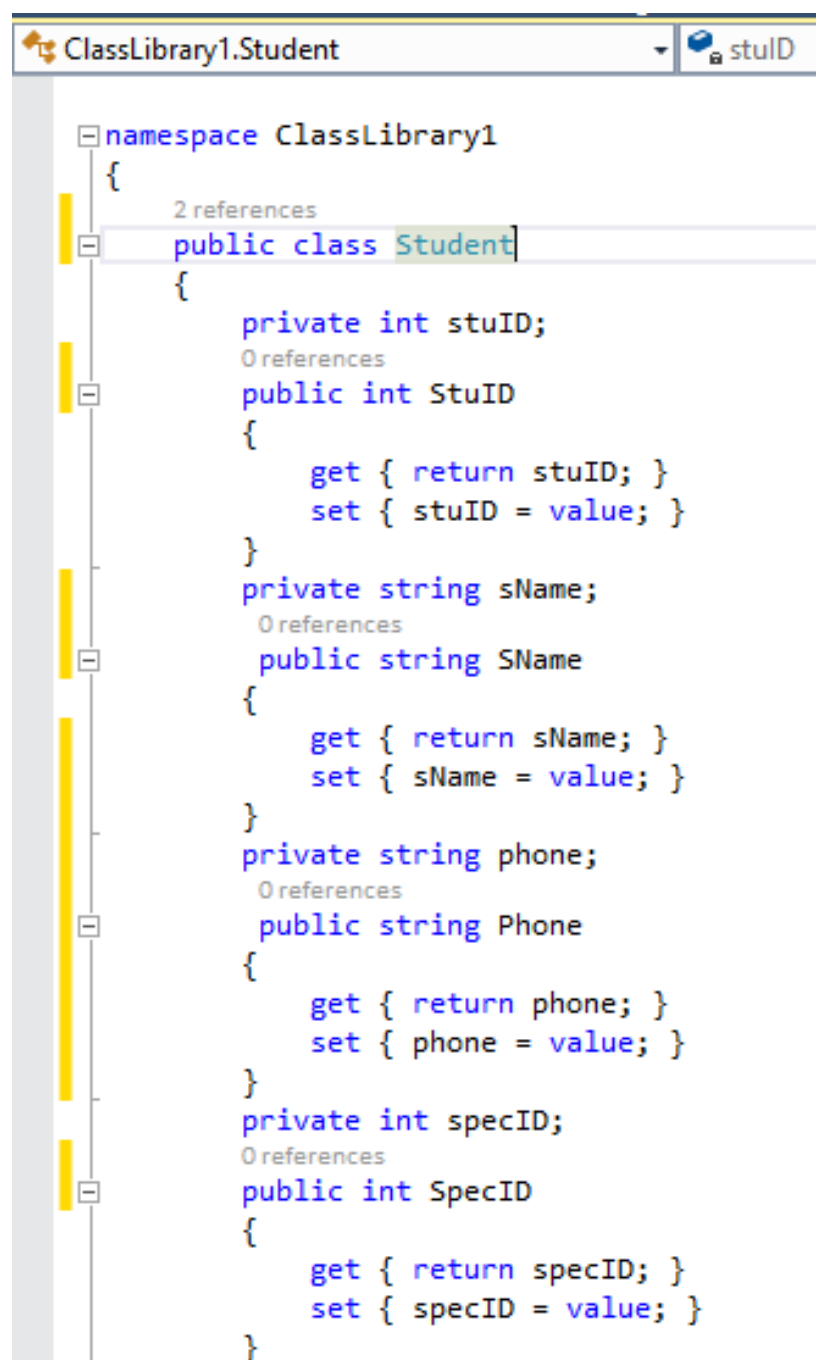 ClassLibrary1.Student stuID
namespace ClassLibrary1
{
2 references
public class Student
{
private int stuID;
0 references
public int StuID
{
get { return stuID; }
set { stuID = value; }
}
private string sName;
0 references
public string SName
{
get { return sName; }
set { sName = value; }
}
private string phone;
0 references
public string Phone
{
get { return phone; }
set { phone = value; }
}
private int specID;
0 references
public int SpecID
{
get { return specID; }
set { specID = value; }
}